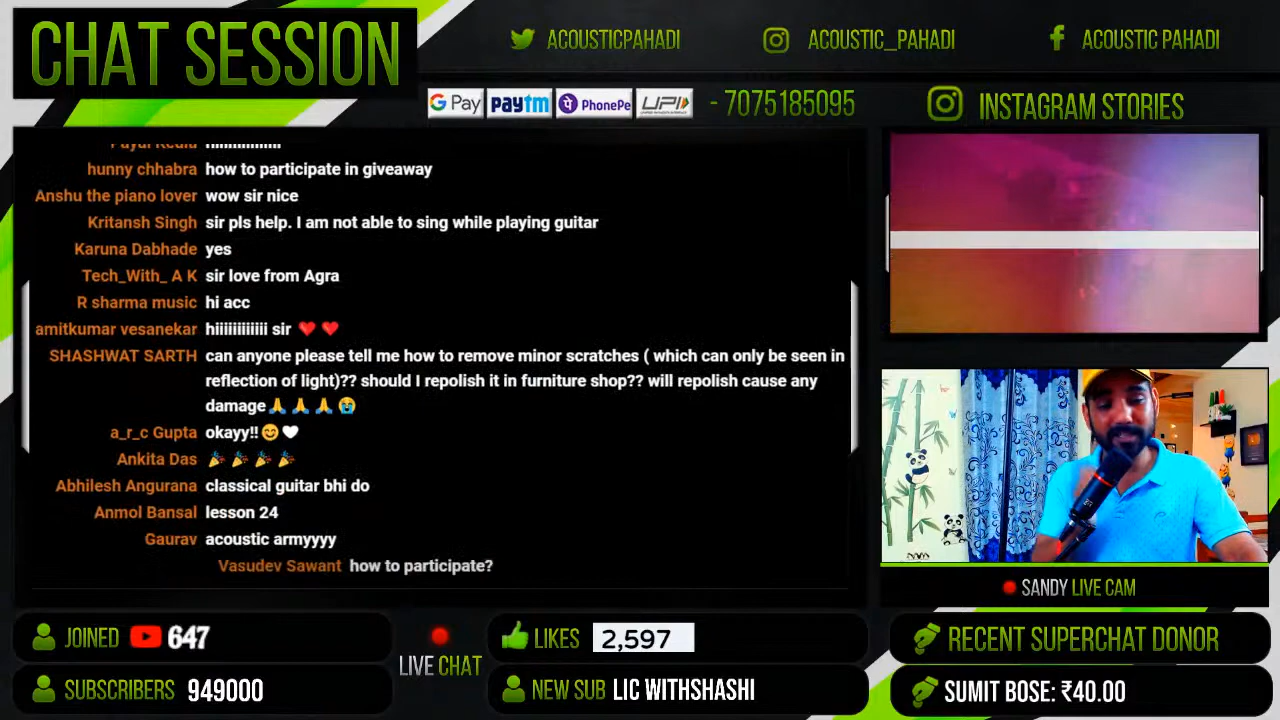 CHAT SESSION
ACOUSTICPAHADI
ACOUSTIC_PAHADI
ACOUSTIC PAHADI
G Pay Paytm PhonePe UPI - 7075185095
INSTAGRAM STORIES
Payal Kedia hiiiiiiiiiiiii
hunny chhabra how to participate in giveaway
Anshu the piano lover wow sir nice
Kritansh Singh sir pls help. I am not able to sing while playing guitar
Karuna Dabhade yes
Tech_With_ A K sir love from Agra
R sharma music hi acc
amitkumar vesanekar hiiiiiiiiiiii sir ❤️ ❤️
SHASHWAT SARTH can anyone please tell me how to remove minor scratches ( which can only be seen in
reflection of light)?? should I repolish it in furniture shop?? will repolish cause any
damage🙏 🙏 🙏 😭
a_r_c Gupta okayy!!😊🤍
Ankita Das 🎉 🎉 🎉 🎉
Abhilesh Angurana classical guitar bhi do
Anmol Bansal lesson 24
Gaurav acoustic armyyyy
Vasudev Sawant how to participate?
SANDY LIVE CAM
JOINED 647
LIVE CHAT
LIKES 2,597
RECENT SUPERCHAT DONOR
SUBSCRIBERS 949000
NEW SUB LIC WITHSHASHI
SUMIT BOSE: ₹40.00